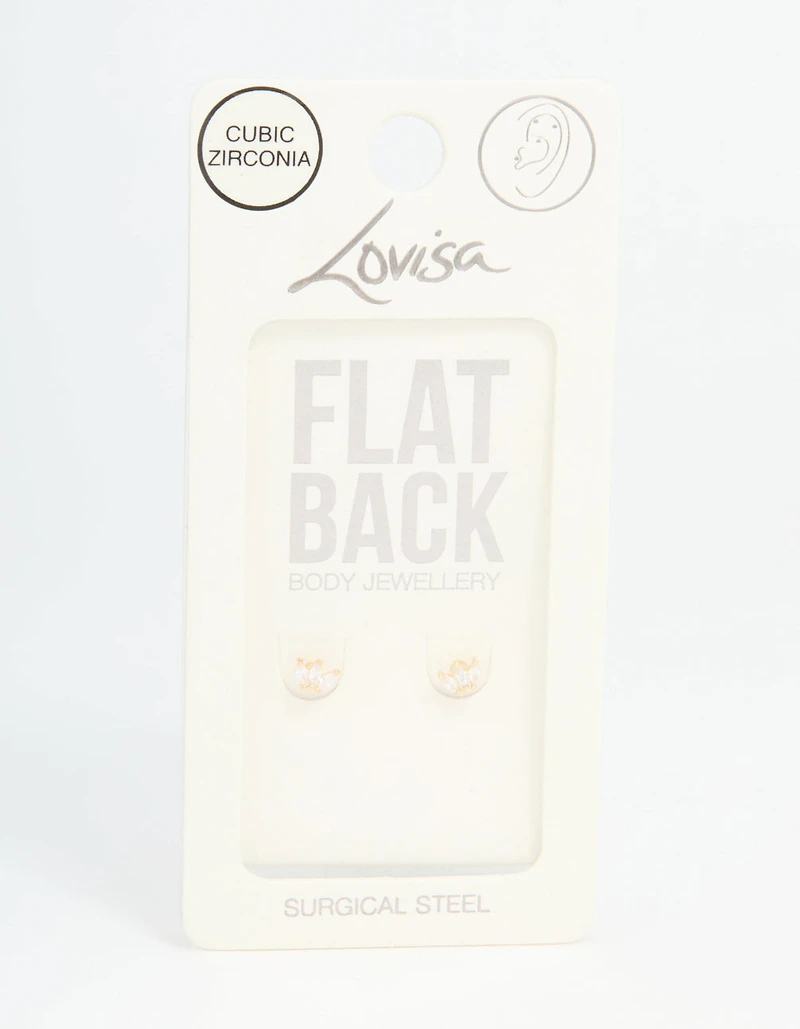 CUBIC
ZIRCONIA
Lovisa
FLAT
BACK
BODY JEWELLERY
SURGICAL STEEL